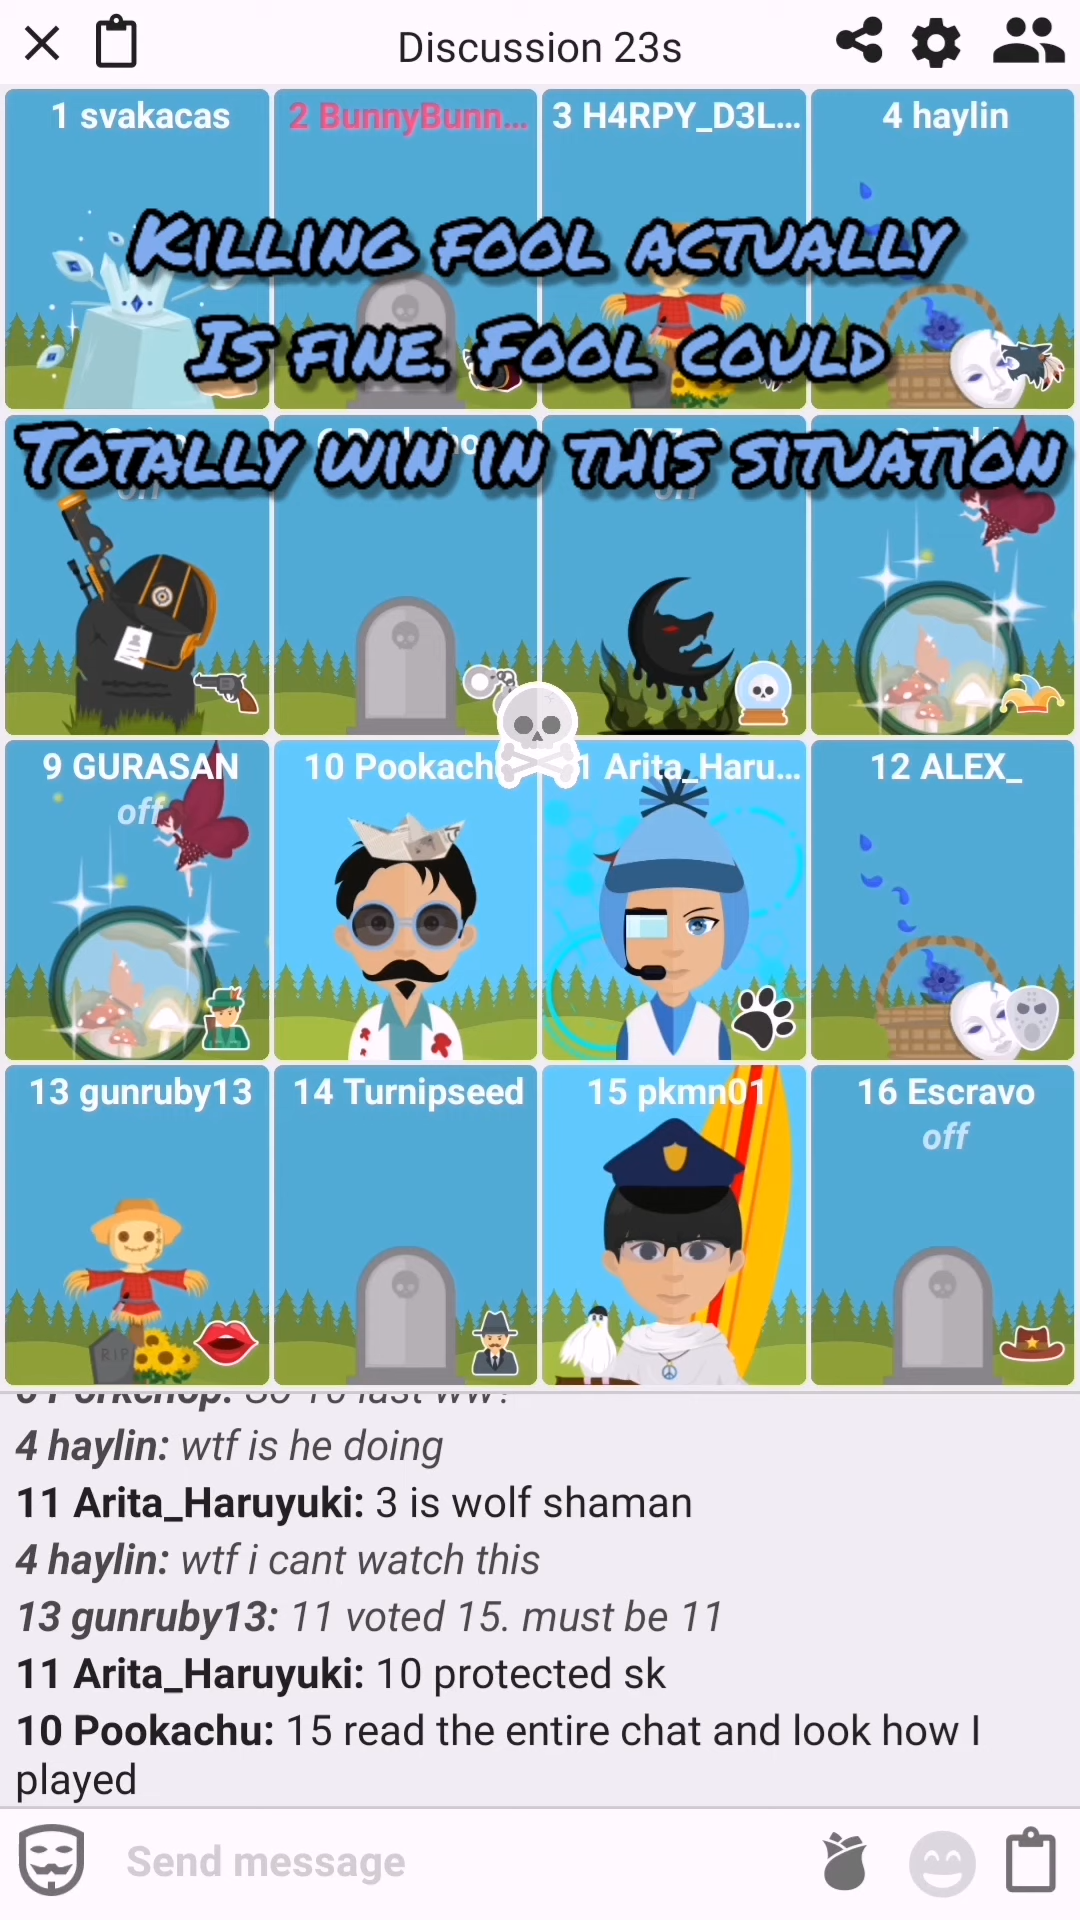 Discussion 23s
1 svakacas
2 BunnyBunn...
3 H4RPY_D3L...
4 haylin
KILLING FOOL ACTUALLY
IS FINE. FOOL COULD
TOTALLY WIN IN THIS SITUATION
off
off
9 GURASAN
off
10 Pookach
Arita_Haru...
12 ALEX_
13 gunruby13
14 Turnipseed
15 pkmn01
16 Escravo
off
RIP
4 haylin: wtf is he doing
11 Arita_Haruyuki: 3 is wolf shaman
4 haylin: wtf i cant watch this
13 gunruby13: 11 voted 15. must be 11
11 Arita_Haruyuki: 10 protected sk
10 Pookachu: 15 read the entire chat and look how I
played
Send message